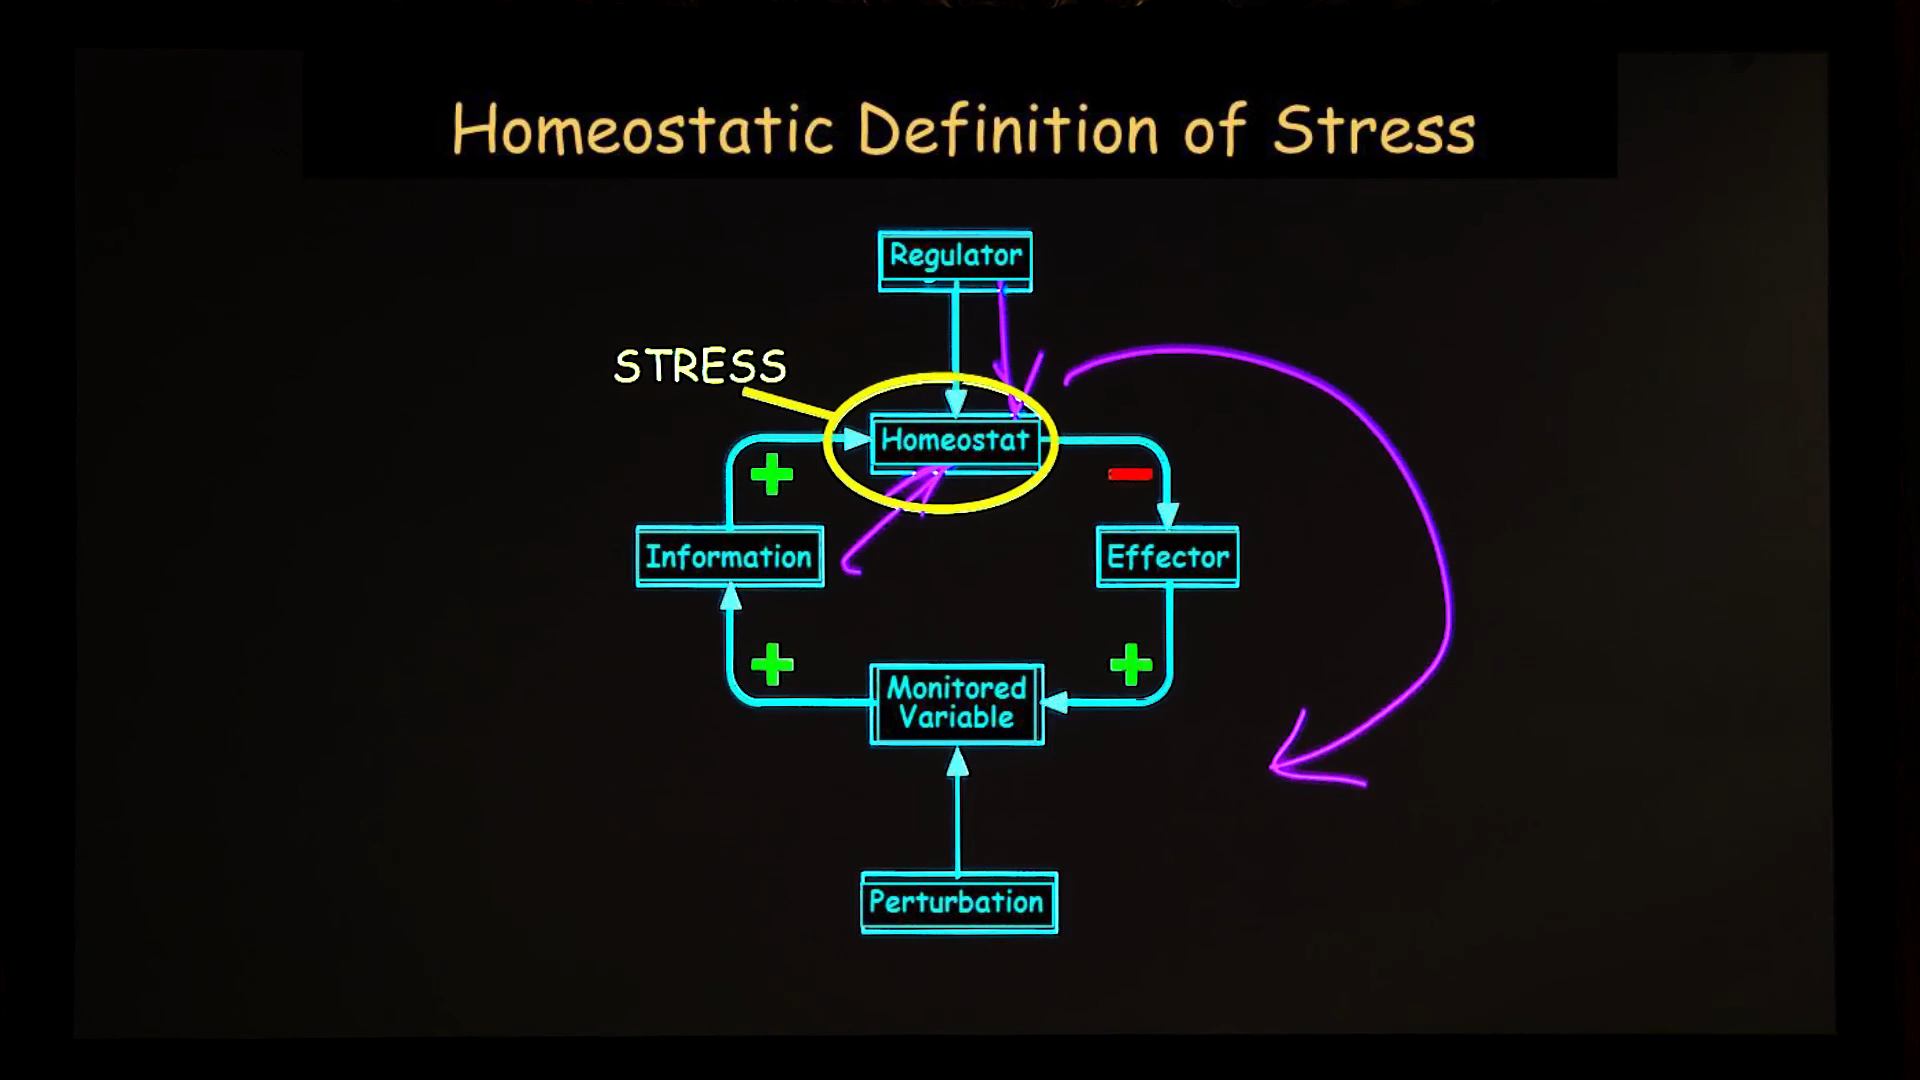 Homeostatic Definition of Stress
Regulator
STRESS
Homeostat
+
−
Information
Effector
+
+
Monitored
Variable
Perturbation